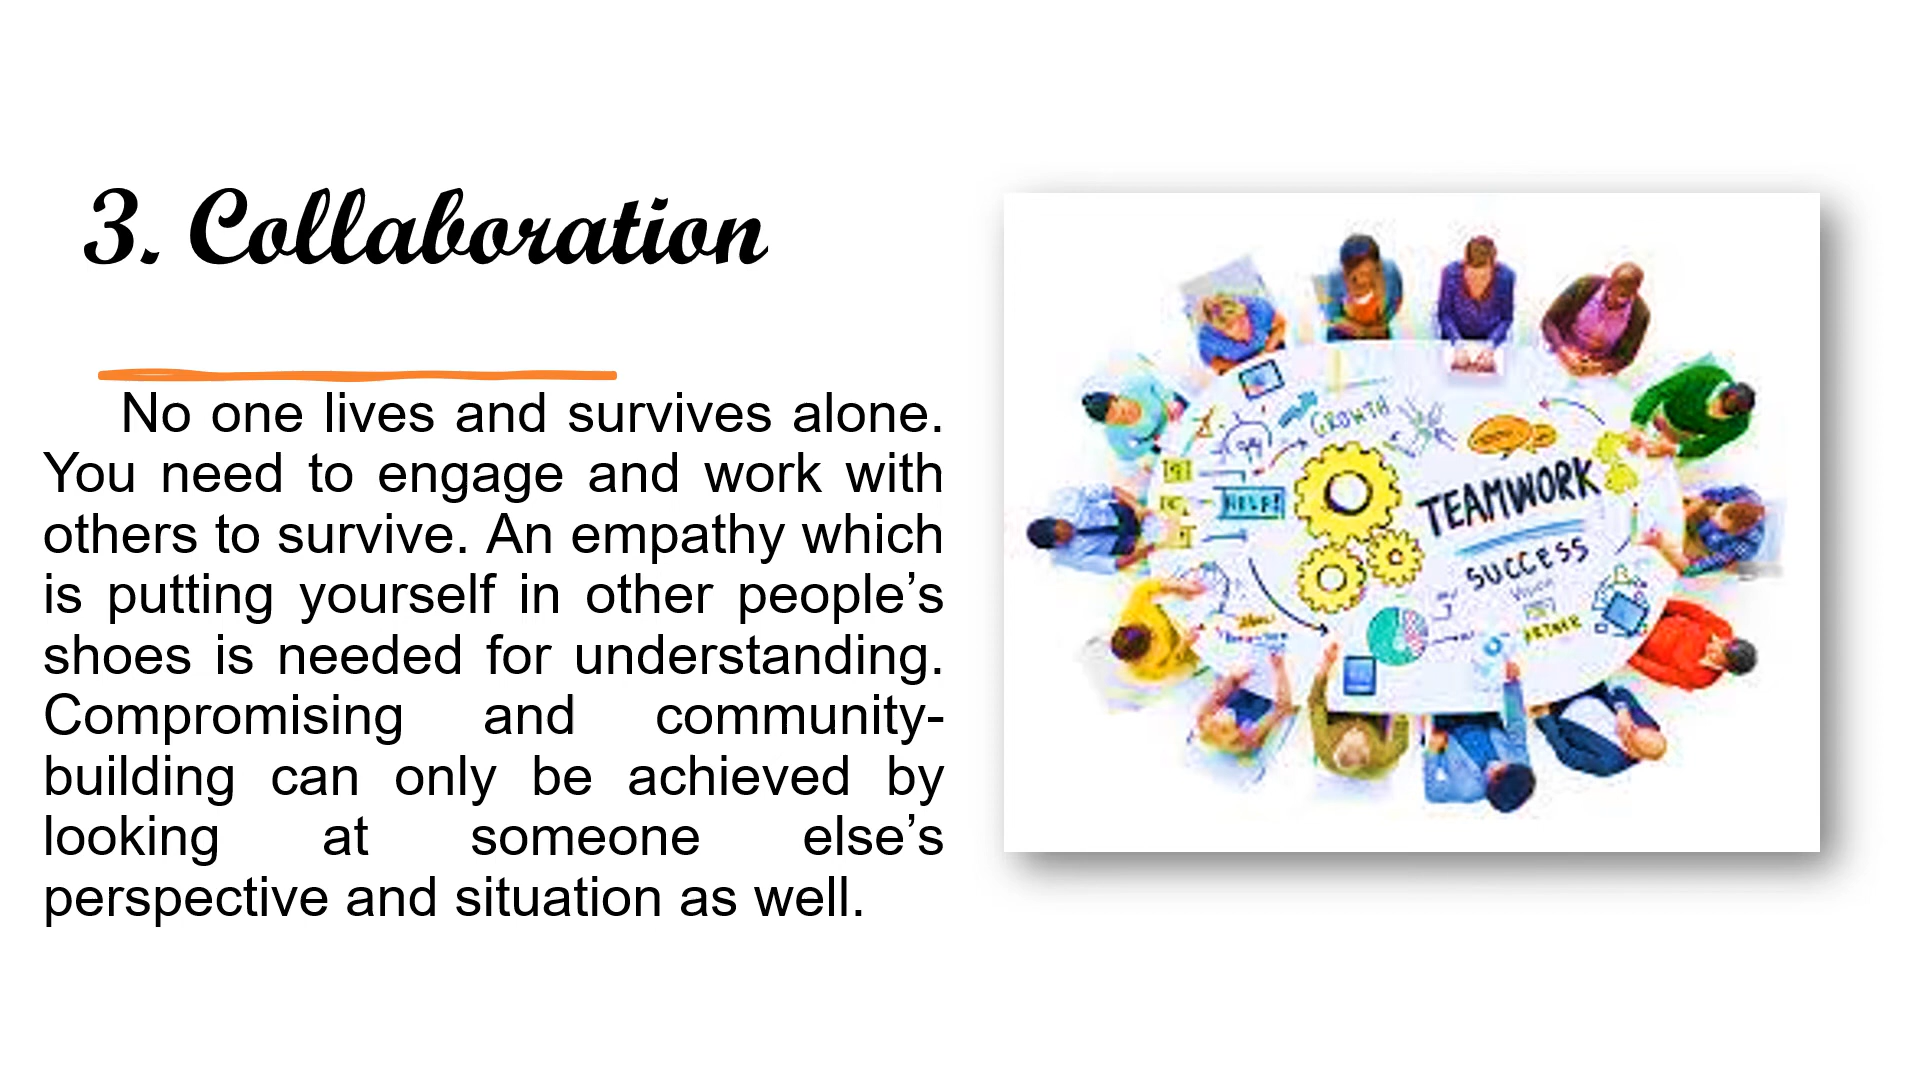 3. Collaboration
No one lives and survives alone.
You need to engage and work with
others to survive. An empathy which
is putting yourself in other people’s
shoes is needed for understanding.
Compromising and community-
building can only be achieved by
looking at someone else’s
perspective and situation as well.
GROWTH
HELP!
TEAMWORK
SUCCESS
VISION